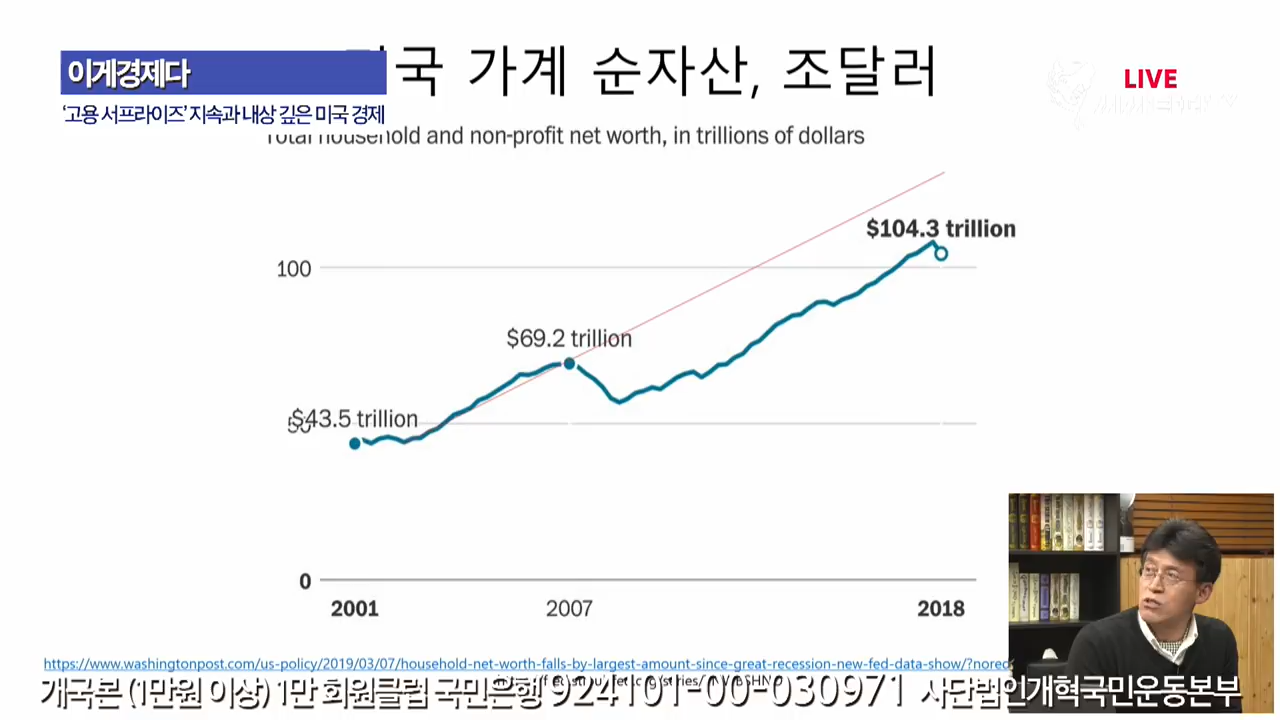 이게경제다
'고용 서프라이즈' 지속과 내상 깊은 미국 경제
국 가계 순자산, 조달러
LIVE
Total household and non-profit net worth, in trillions of dollars
$104.3 trillion
100
$69.2 trillion
$43.5 trillion
50
0
2001 2007 2018
https://www.washingtonpost.com/us-policy/2019/03/07/household-net-worth-falls-by-largest-amount-since-great-recession-new-fed-data-show/?nored
개국본 (1만원 이상) 1만 회원클럽 국민은행 924101-00-030971 사단법인개혁국민운동본부